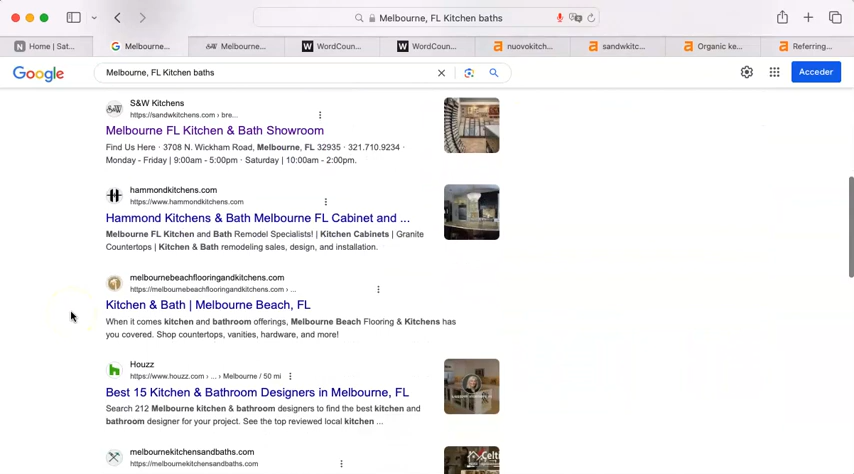 Melbourne, FL Kitchen baths
Home | Sat...
Melbourne...
S&W Melbourne...
WordCoun...
WordCoun...
nuovokitch...
sandwkitc...
Organic ke...
Referring...
Google
Melbourne, FL Kitchen baths
Acceder
S&W Kitchens
https://sandwkitchens.com › bre...
Melbourne FL Kitchen & Bath Showroom
Find Us Here · 3708 N. Wickham Road, Melbourne, FL 32935 · 321.710.9234 ·
Monday - Friday | 9:00am - 5:00pm · Saturday | 10:00am - 2:00pm.
hammondkitchens.com
https://www.hammondkitchens.com
Hammond Kitchens & Bath Melbourne FL Cabinet and ...
Melbourne FL Kitchen and Bath Remodel Specialists! | Kitchen Cabinets | Granite
Countertops | Kitchen & Bath remodeling sales, design, and installation.
melbournebeachflooringandkitchens.com
https://melbournebeachflooringandkitchens.com › ...
Kitchen & Bath | Melbourne Beach, FL
When it comes kitchen and bathroom offerings, Melbourne Beach Flooring & Kitchens has
you covered. Shop countertops, vanities, hardware, and more!
Houzz
https://www.houzz.com › ... › Melbourne / 50 mi
Best 15 Kitchen & Bathroom Designers in Melbourne, FL
Search 212 Melbourne kitchen & bathroom designers to find the best kitchen and
bathroom designer for your project. See the top reviewed local kitchen ...
melbournekitchensandbaths.com
https://melbournekitchensandbaths.com
Celti